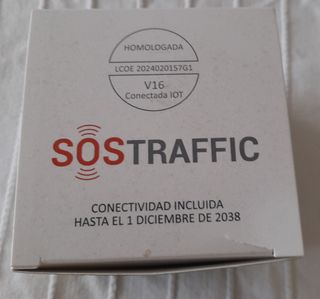 HOMOLOGADA
LCOE 2024020157G1
V16
Conectada IOT
SOSTRAFFIC
CONECTIVIDAD INCLUIDA
HASTA EL 1 DICIEMBRE DE 2038